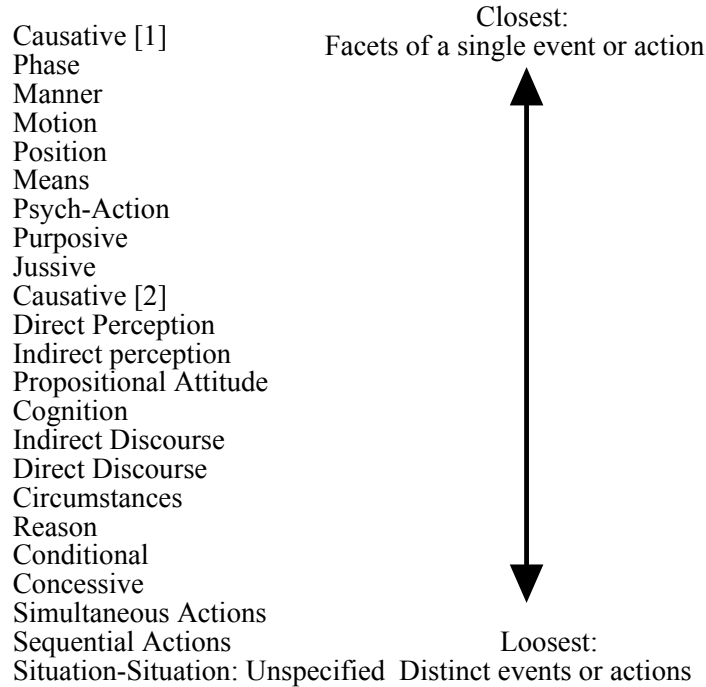 Closest:
Causative [1]
Facets of a single event or action
Phase
Manner
Motion
Position
Means
Psych-Action
Purposive
Jussive
Causative [2]
Direct Perception
Indirect perception
Propositional Attitude
Cognition
Indirect Discourse
Direct Discourse
Circumstances
Reason
Conditional
Concessive
Simultaneous Actions
Sequential Actions
Loosest:
Situation-Situation: Unspecified
Distinct events or actions